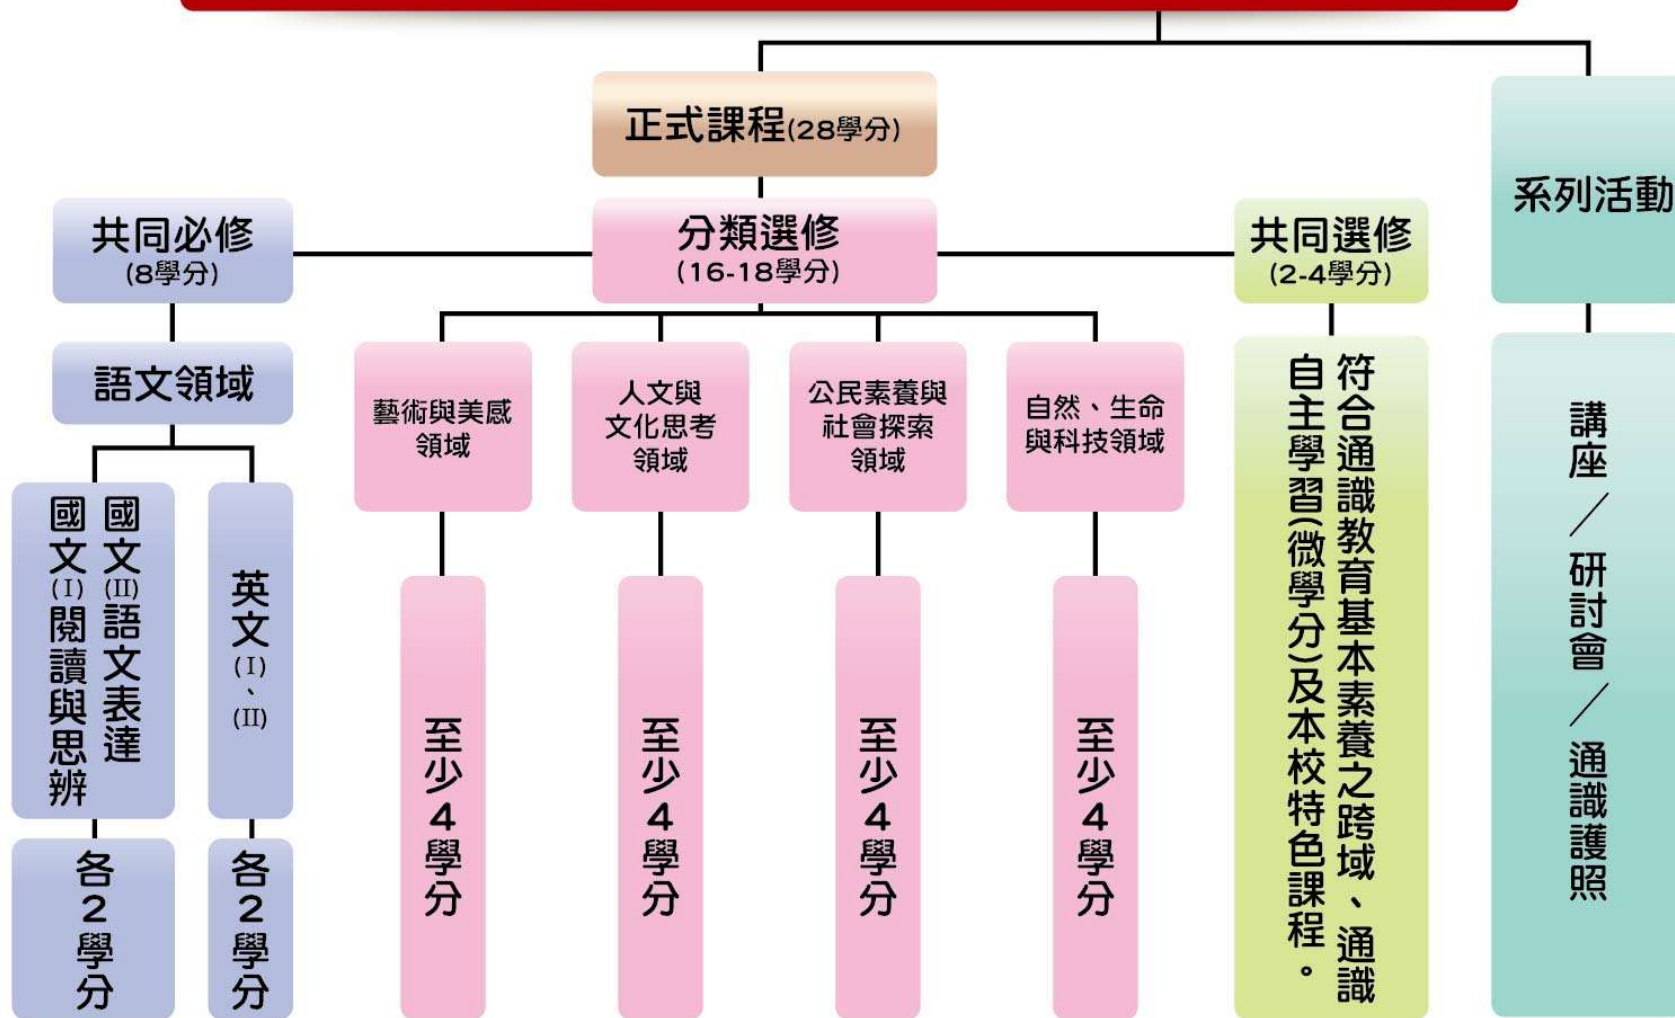 正式課程(28學分)
系列活動
共同必修
(8學分)
分類選修
(16-18學分)
共同選修
(2-4學分)
語文領域
藝術與美感
領域
人文與
文化思考
領域
公民素養與
社會探索
領域
自然、生命
與科技領域
符合通識教育基本素養之跨域、通識
自主學習(微學分)及本校特色課程。
講座／研討會／通識護照
國文(II)語文表達
國文(I)閱讀與思辨
英文(I)、(II)
各2學分
各2學分
至少4學分
至少4學分
至少4學分
至少4學分